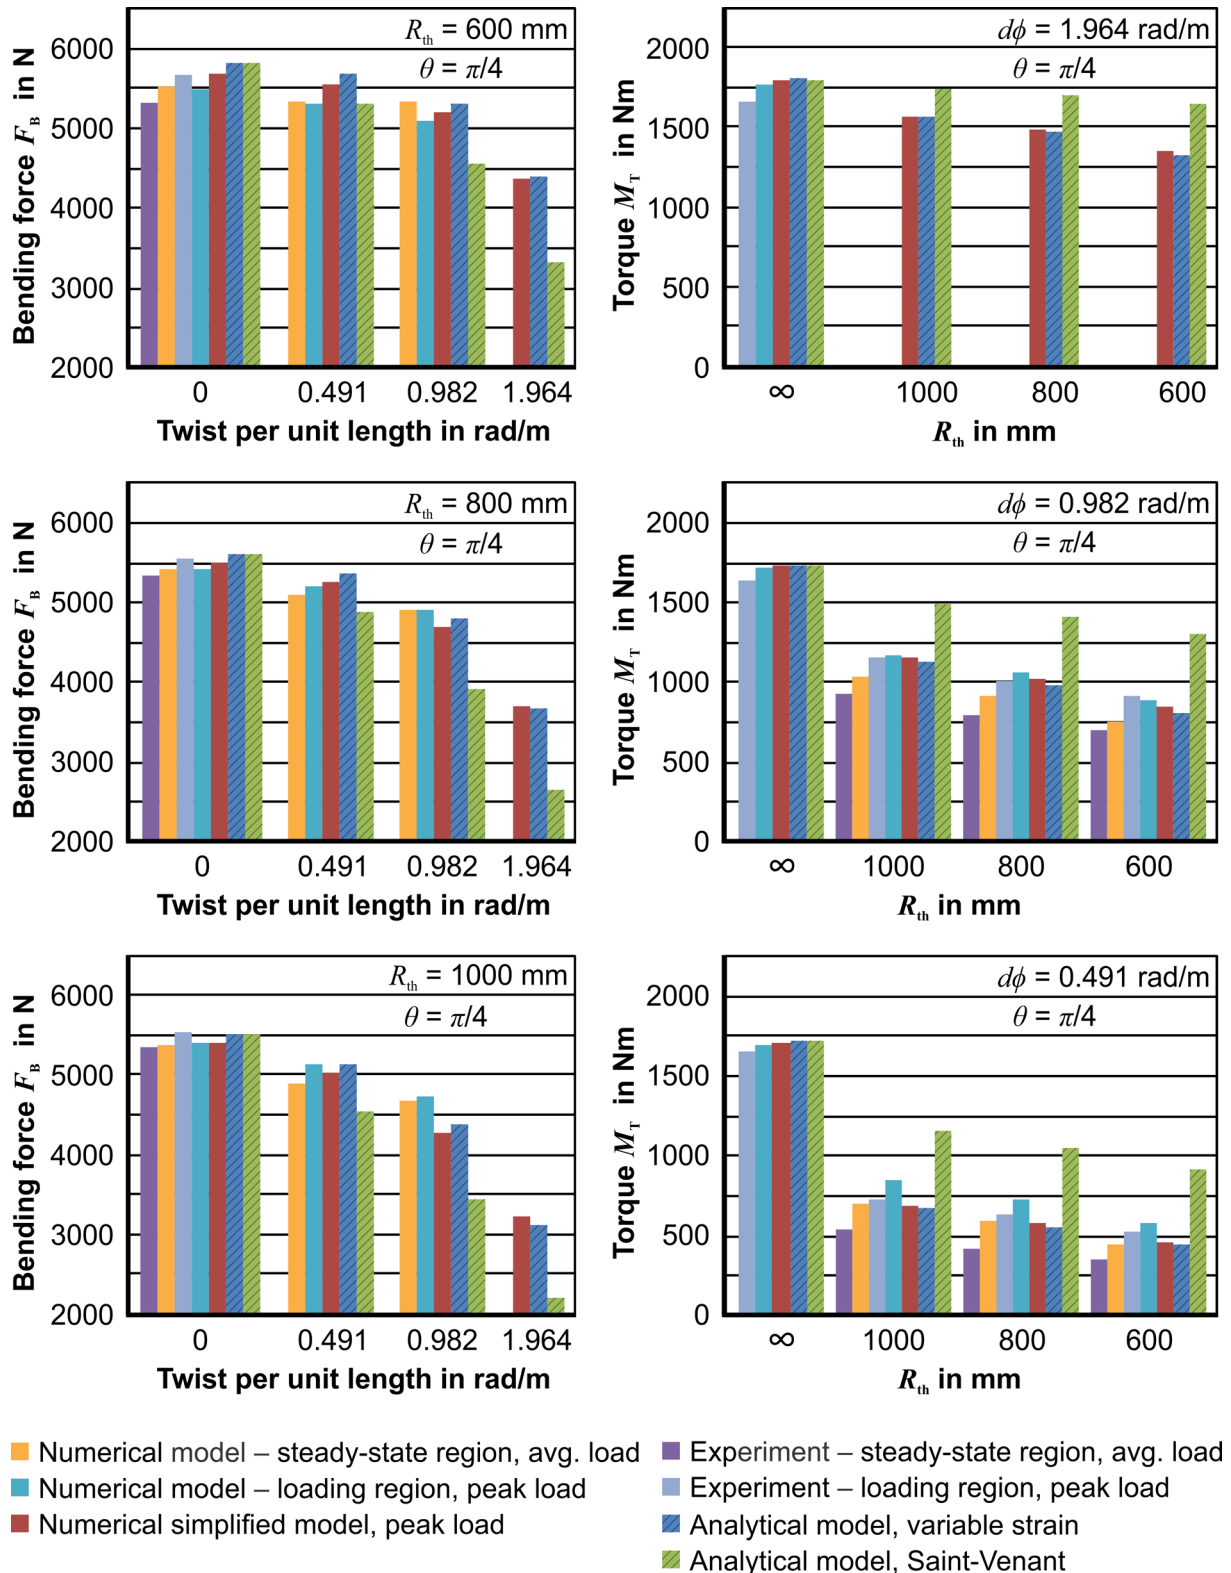 R_th = 600 mm
θ = π/4
Bending force F_B in N
6000
5000
4000
3000
2000
0 0.491 0.982 1.964
Twist per unit length in rad/m
dϕ = 1.964 rad/m
θ = π/4
Torque M_T in Nm
2000
1500
1000
500
0
∞ 1000 800 600
R_th in mm
R_th = 800 mm
θ = π/4
Bending force F_B in N
6000
5000
4000
3000
2000
0 0.491 0.982 1.964
Twist per unit length in rad/m
dϕ = 0.982 rad/m
θ = π/4
Torque M_T in Nm
2000
1500
1000
500
0
∞ 1000 800 600
R_th in mm
R_th = 1000 mm
θ = π/4
Bending force F_B in N
6000
5000
4000
3000
2000
0 0.491 0.982 1.964
Twist per unit length in rad/m
dϕ = 0.491 rad/m
θ = π/4
Torque M_T in Nm
2000
1500
1000
500
0
∞ 1000 800 600
R_th in mm
Numerical model – steady-state region, avg. load
Numerical model – loading region, peak load
Numerical simplified model, peak load
Experiment – steady-state region, avg. load
Experiment – loading region, peak load
Analytical model, variable strain
Analytical model, Saint-Venant